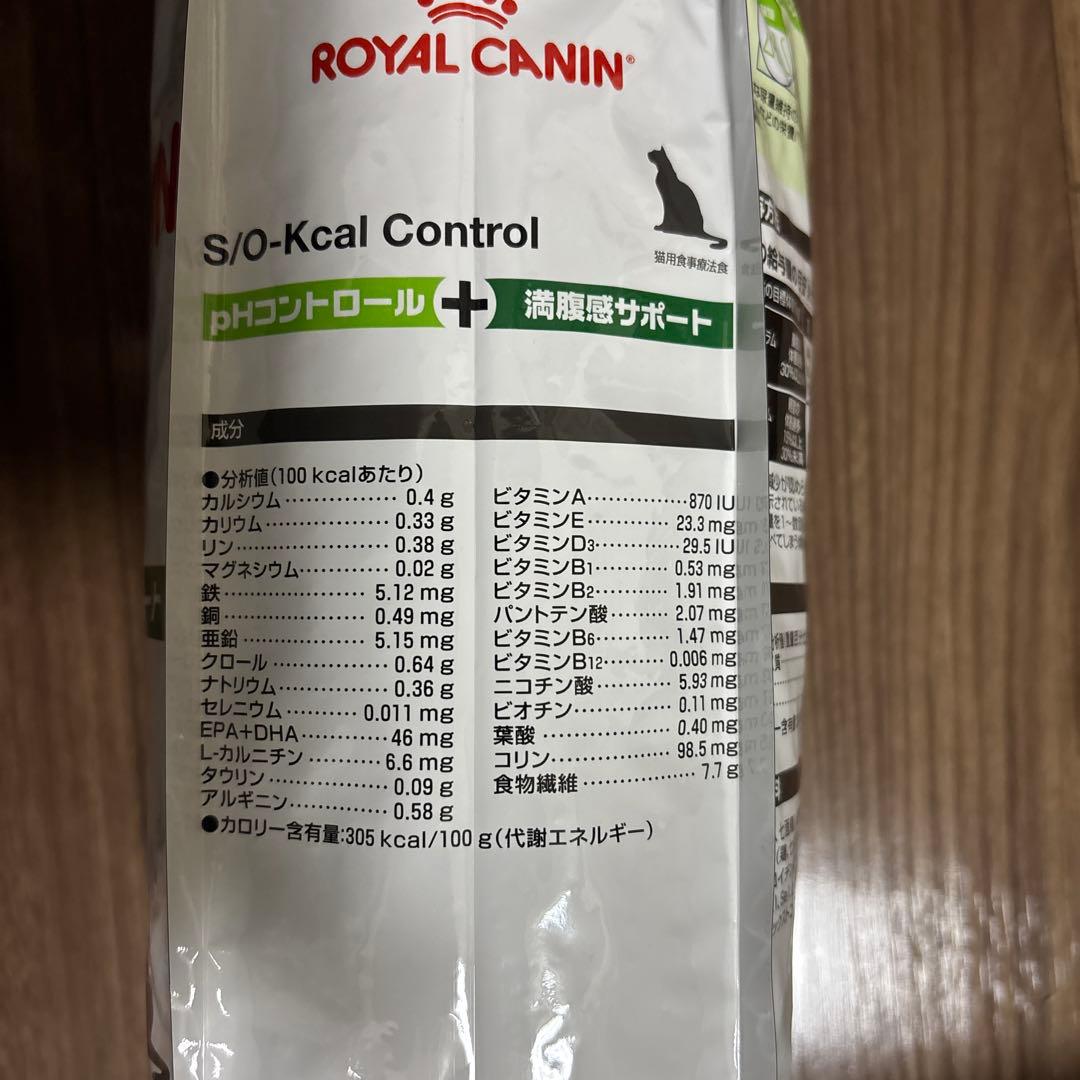 ROYAL CANIN
S/O-Kcal Control
猫用食事療法食
pHコントロール + 満腹感サポート
成分
●分析値(100 kcalあたり)
カルシウム 0.4 g
カリウム 0.33 g
リン 0.38 g
マグネシウム 0.02 g
鉄 5.12 mg
銅 0.49 mg
亜鉛 5.15 mg
クロール 0.64 g
ナトリウム 0.36 g
セレニウム 0.011 mg
EPA+DHA 46 mg
L-カルニチン 6.6 mg
タウリン 0.09 g
アルギニン 0.58 g
ビタミンA 870 IU
ビタミンE 23.3 mg
ビタミンD3 29.5 IU
ビタミンB1 0.53 mg
ビタミンB2 1.91 mg
パントテン酸 2.07 mg
ビタミンB6 1.47 mg
ビタミンB12 0.006 mg
ニコチン酸 5.93 mg
ビオチン 0.11 mg
葉酸 0.40 mg
コリン 98.5 mg
食物繊維 7.7 g
●カロリー含有量:305 kcal/100 g(代謝エネルギー)